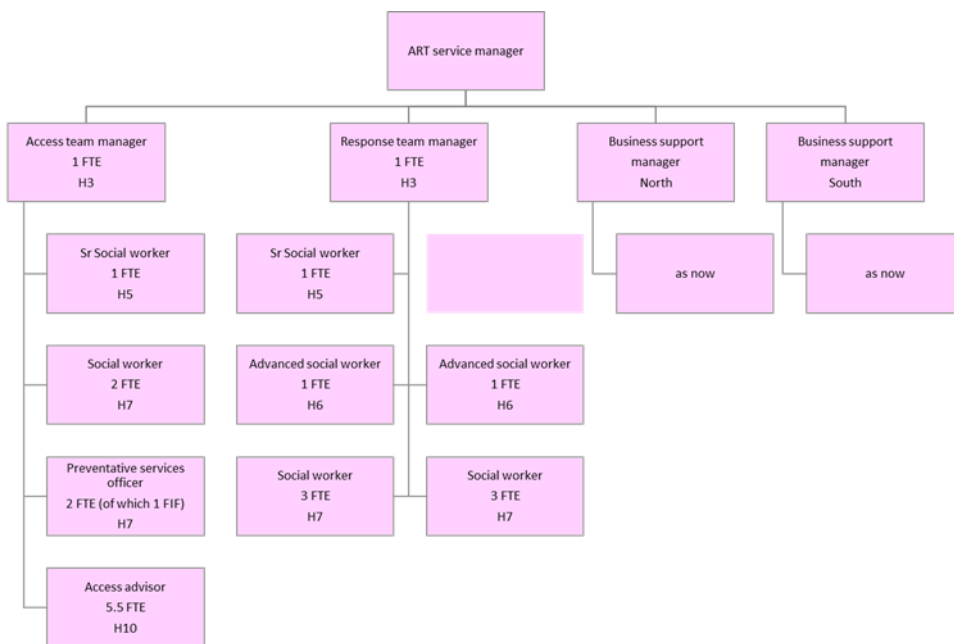 ART service manager
Access team manager
1 FTE
H3
Response team manager
1 FTE
H3
Business support
manager
North
Business support
manager
South
Sr Social worker
1 FTE
H5
Sr Social worker
1 FTE
H5
as now
as now
Social worker
2 FTE
H7
Advanced social worker
1 FTE
H6
Advanced social worker
1 FTE
H6
Preventative services
officer
2 FTE (of which 1 FIF)
H7
Social worker
3 FTE
H7
Social worker
3 FTE
H7
Access advisor
5.5 FTE
H10